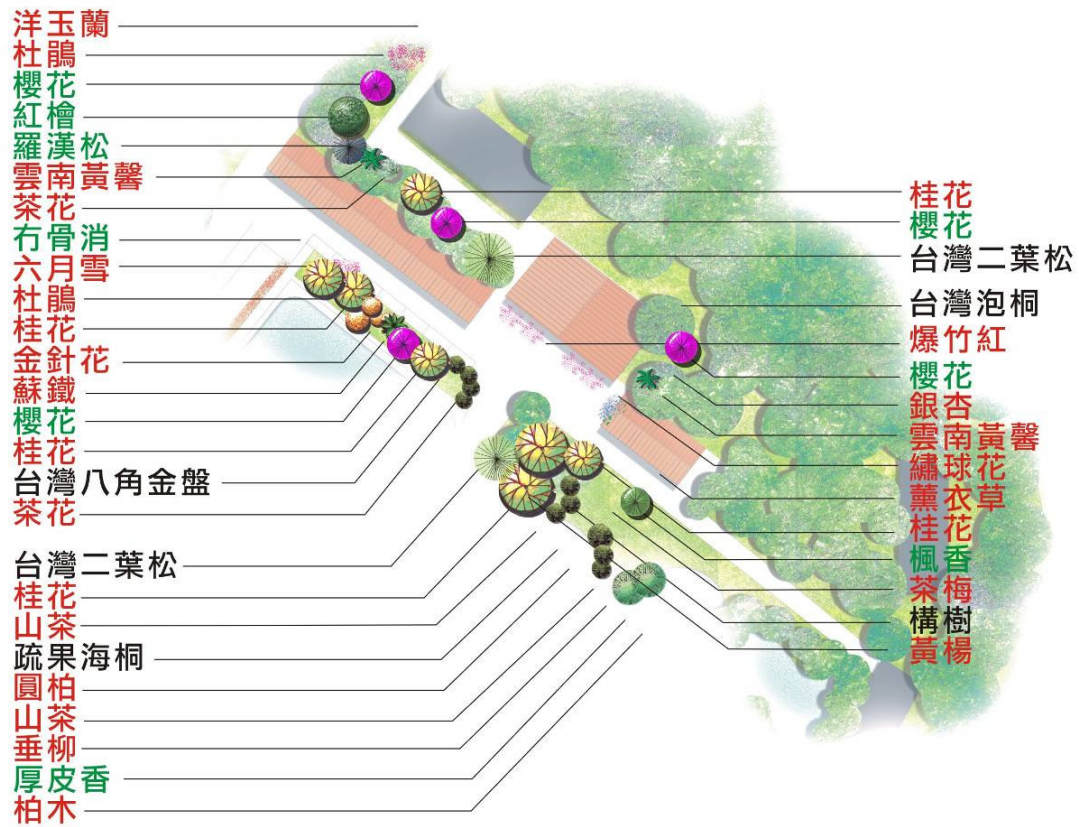 洋玉蘭
杜鵑
櫻花
紅檜
羅漢松
雲南黃馨
茶花
冇骨消
六月雪
杜鵑
桂花
金針花
蘇鐵
櫻花
桂花
台灣八角金盤
茶花
台灣二葉松
桂花
山茶
疏果海桐
圓柏
山茶
垂柳
厚皮香
柏木
桂花
櫻花
台灣二葉松
台灣泡桐
爆竹紅
櫻花
銀杏
雲南黃馨
繡球花
薰衣草
桂花
楓香
茶梅
構樹
黃楊